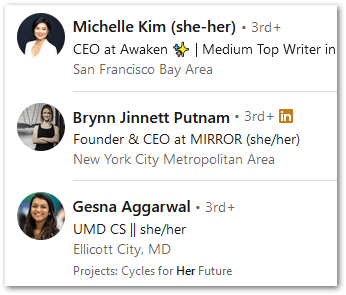 Michelle Kim (she-her) • 3rd+
CEO at Awaken ✨ | Medium Top Writer in
San Francisco Bay Area
Brynn Jinnett Putnam • 3rd+ in
Founder & CEO at MIRROR (she/her)
New York City Metropolitan Area
Gesna Aggarwal • 3rd+
UMD CS || she/her
Ellicott City, MD
Projects: Cycles for Her Future